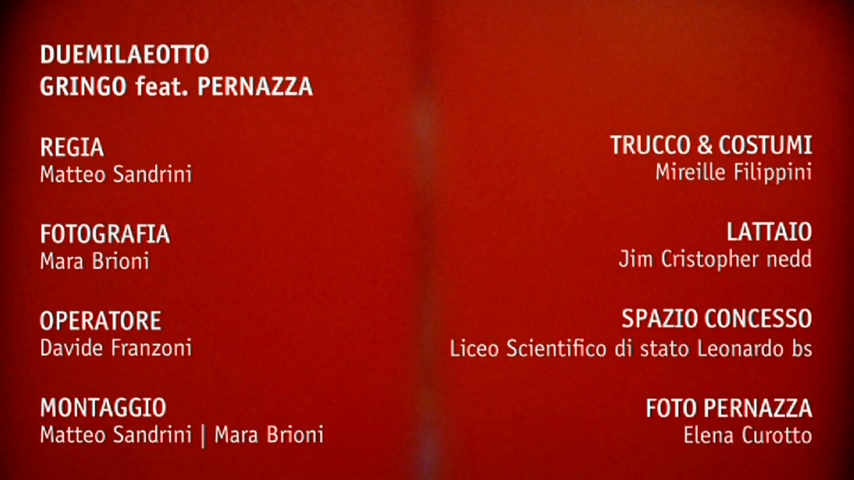 DUEMILAEOTTO
GRINGO feat. PERNAZZA
REGIA
Matteo Sandrini
FOTOGRAFIA
Mara Brioni
OPERATORE
Davide Franzoni
MONTAGGIO
Matteo Sandrini | Mara Brioni
TRUCCO & COSTUMI
Mireille Filippini
LATTAIO
Jim Cristopher nedd
SPAZIO CONCESSO
Liceo Scientifico di stato Leonardo bs
FOTO PERNAZZA
Elena Curotto